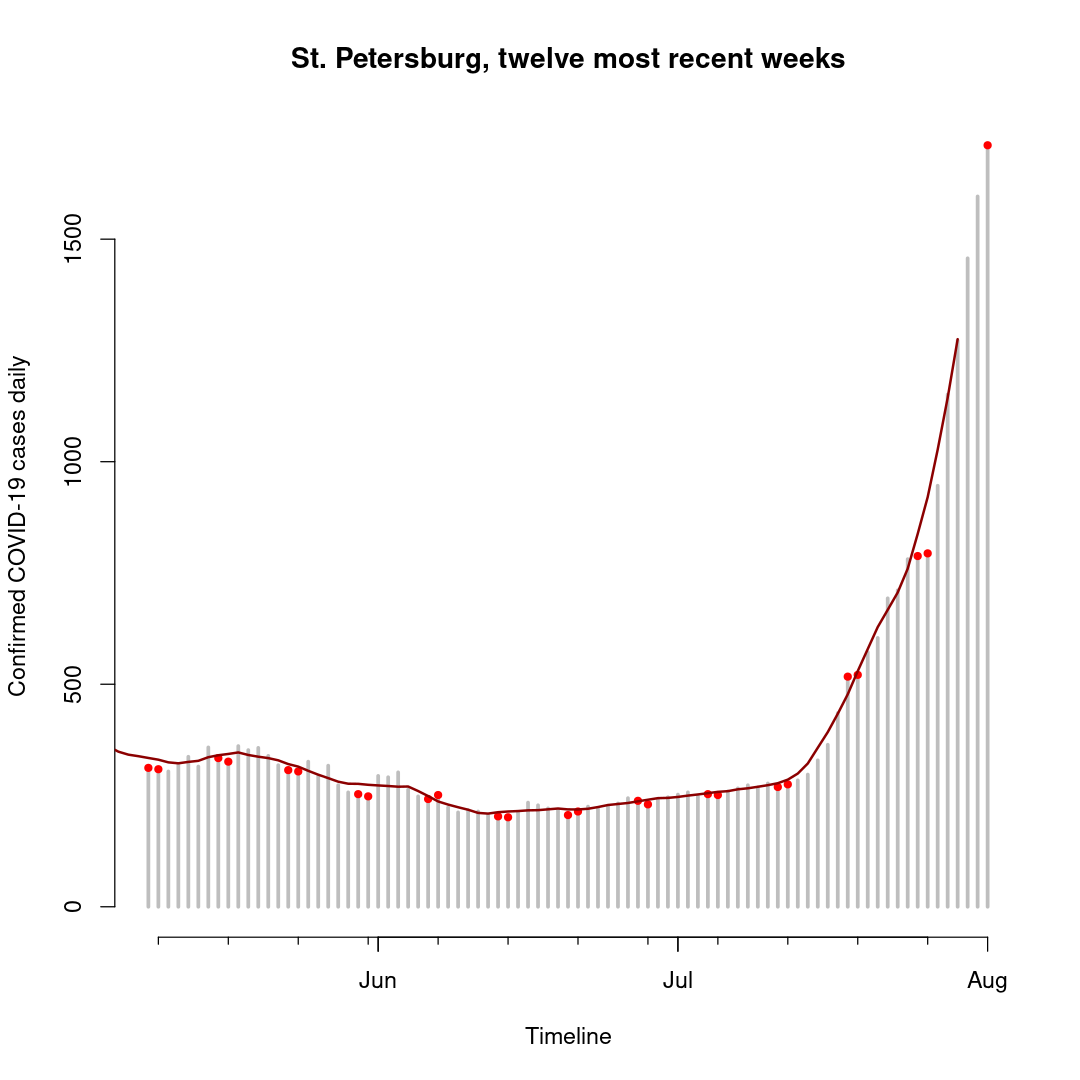 St. Petersburg, twelve most recent weeks
Confirmed COVID-19 cases daily
1500
1000
500
0
Jun
Jul
Aug
Timeline